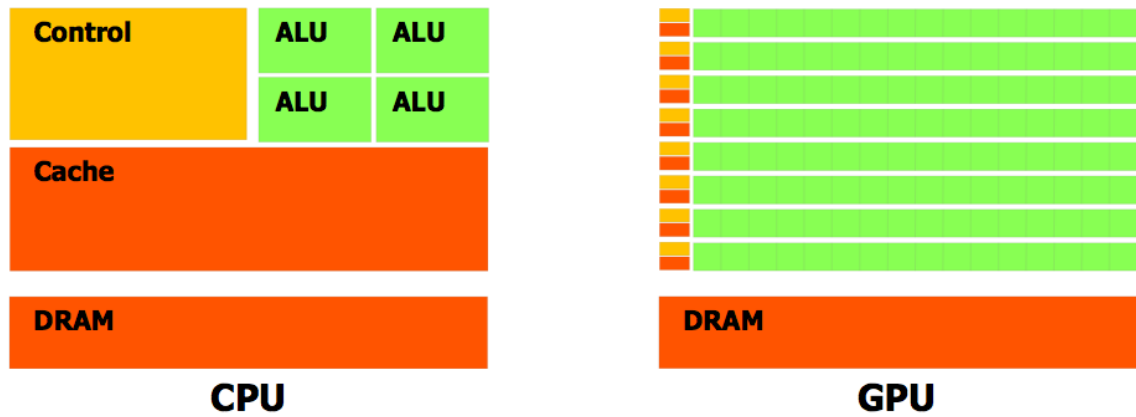 Control
ALU
ALU
ALU
ALU
Cache
DRAM
DRAM
CPU
GPU